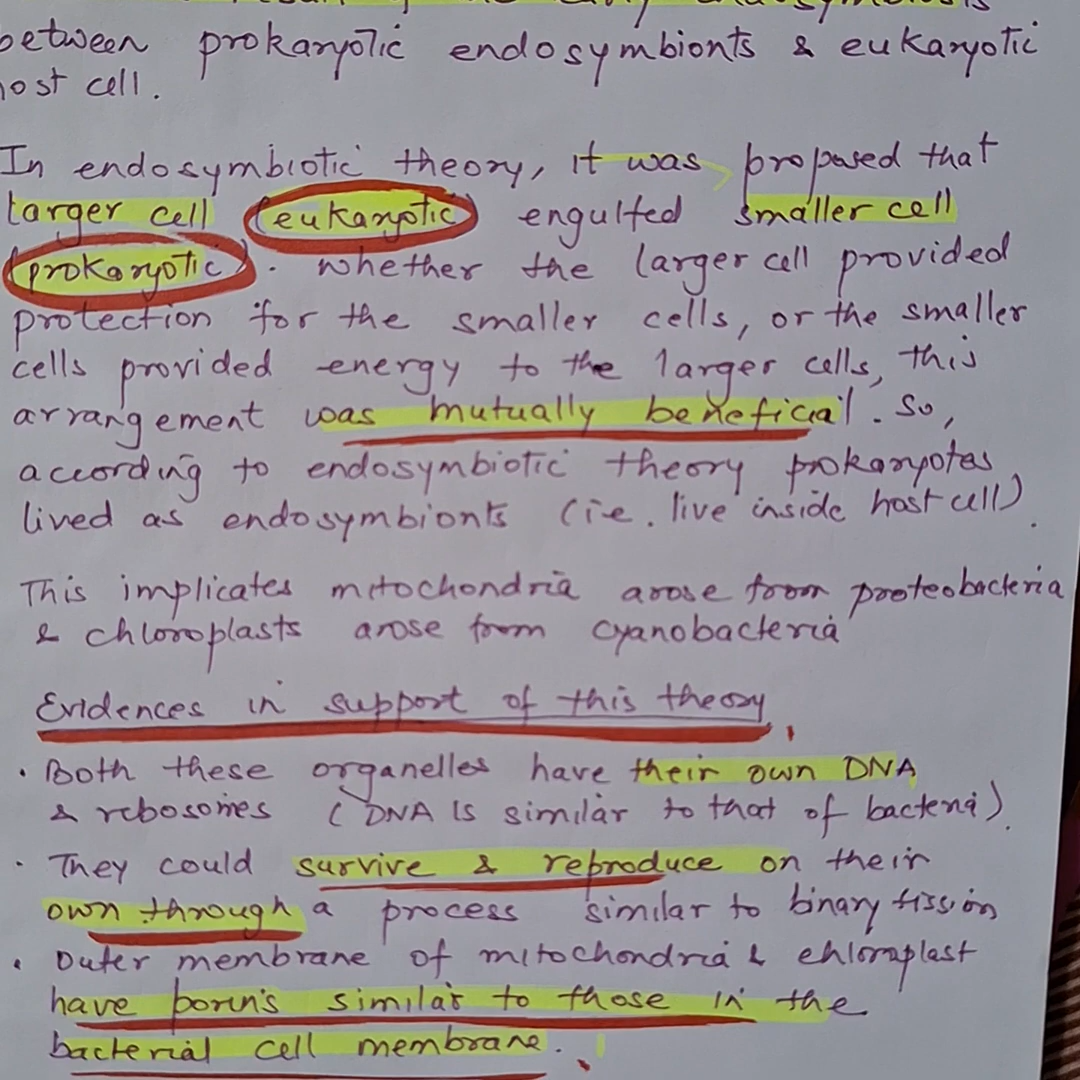 between prokaryotic endosymbionts & eukaryotic
host cell.
In endosymbiotic theory, it was proposed that
larger cell (eukaryotic) engulfed smaller cell
(prokaryotic). Whether the larger cell provided
protection for the smaller cells, or the smaller
cells provided energy to the larger cells, this
arrangement was mutually beneficial. So,
according to endosymbiotic theory prokaryotes
lived as endosymbionts (i.e. live inside host cell).
This implicates mitochondria arose from proteobacteria
& chloroplasts arose from cyanobacteria
Evidences in support of this theory.
· Both these organelles have their own DNA
& rebosomes (DNA is similar to that of bacteria).
· They could survive & reproduce on their
own through a process similar to binary fission
· Outer membrane of mitochondria & chloroplast
have porins similar to those in the
bacterial cell membrane.